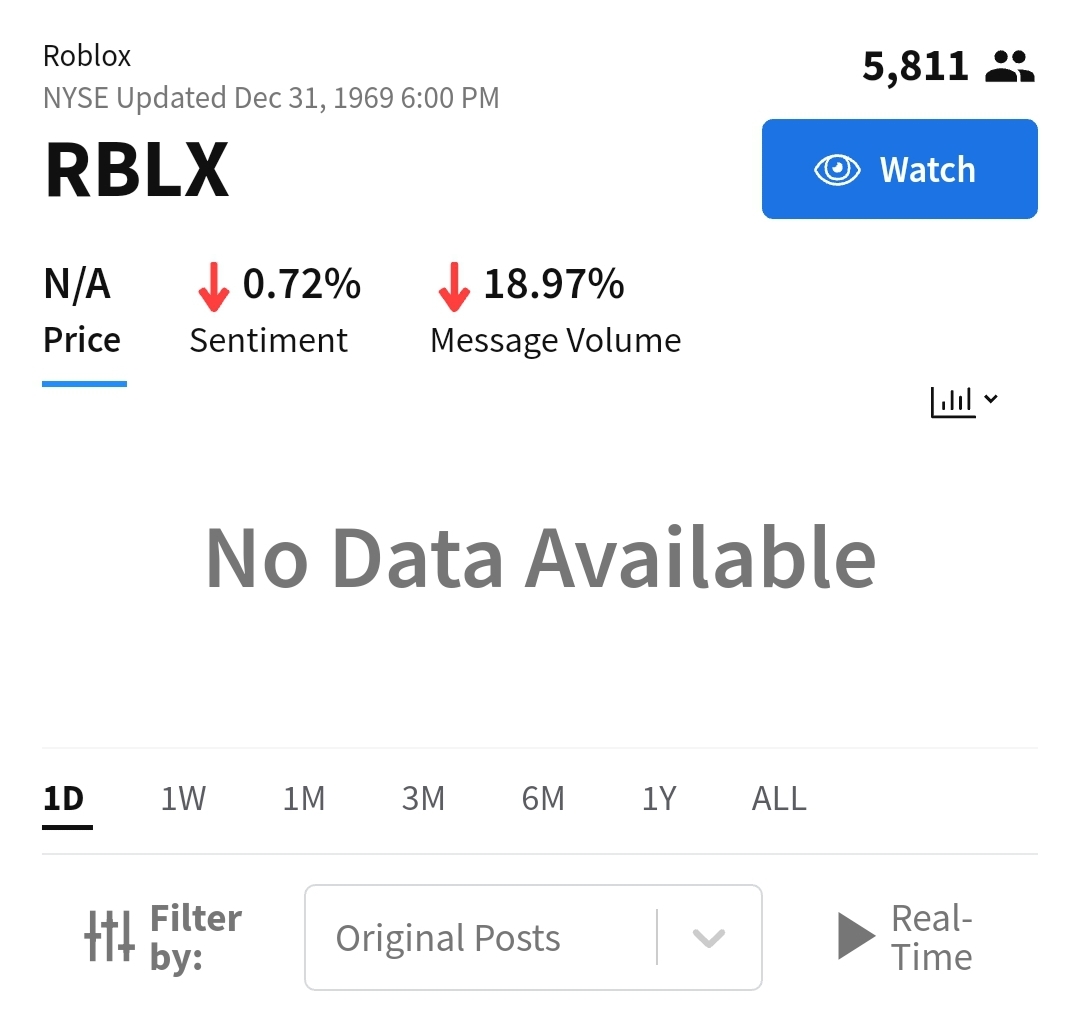 Roblox
5,811
NYSE Updated Dec 31, 1969 6:00 PM
RBLX
Watch
N/A
0.72%
18.97%
Price
Sentiment
Message Volume
No Data Available
1D 1W 1M 3M 6M 1Y ALL
Filter
by:
Original Posts
Real-
Time